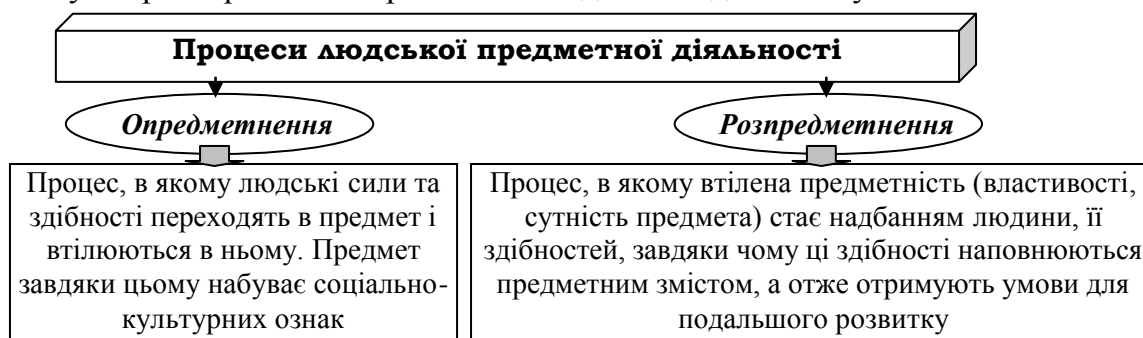 Процеси людської предметної діяльності
Опредметнення
Розпредметнення
Процес, в якому людські сили та
здібності переходять в предмет і
втілюються в ньому. Предмет
завдяки цьому набуває соціально-
культурних ознак
Процес, в якому втілена предметність (властивості,
сутність предмета) стає надбанням людини, її
здібностей, завдяки чому ці здібності наповнюються
предметним змістом, а отже отримують умови для
подальшого розвитку